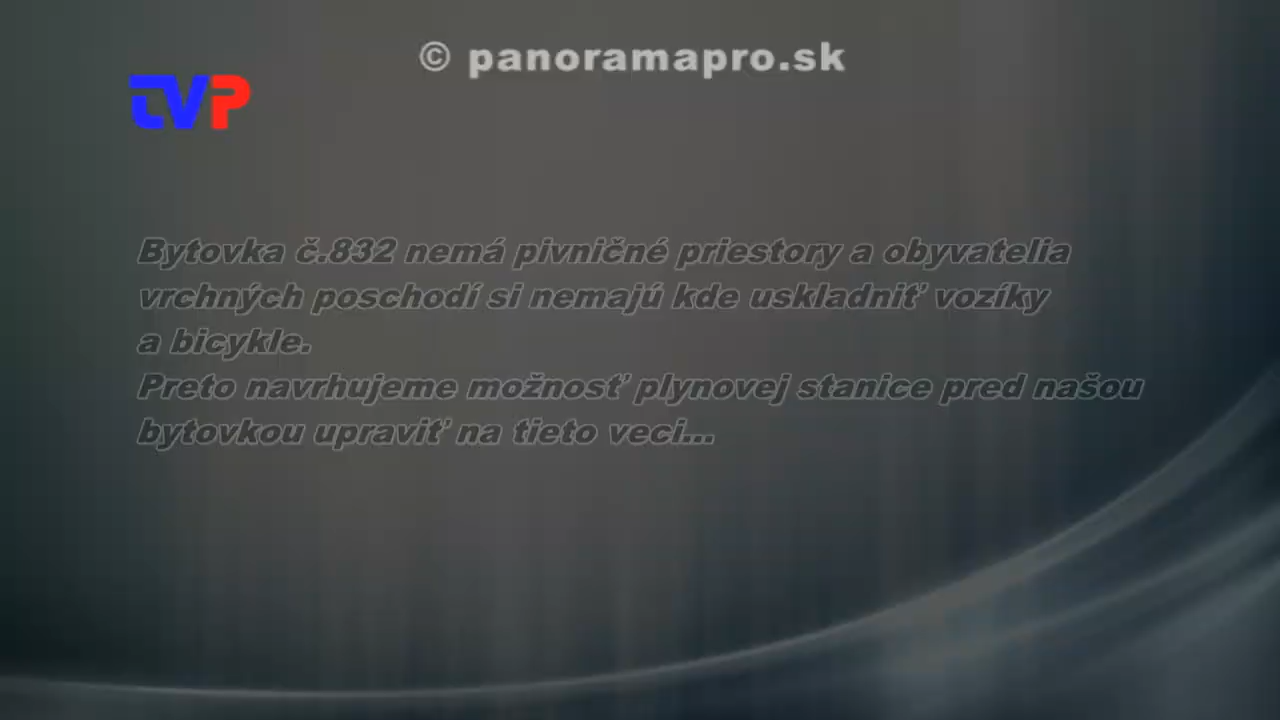 © panoramapro.sk
TVP
Bytovka č.832 nemá pivničné priestory a obyvatelia
vrchných poschodí si nemajú kde uskladniť vozíky
a bicykle.
Preto navrhujeme možnosť plynovej stanice pred našou
bytovkou upraviť na tieto veci...